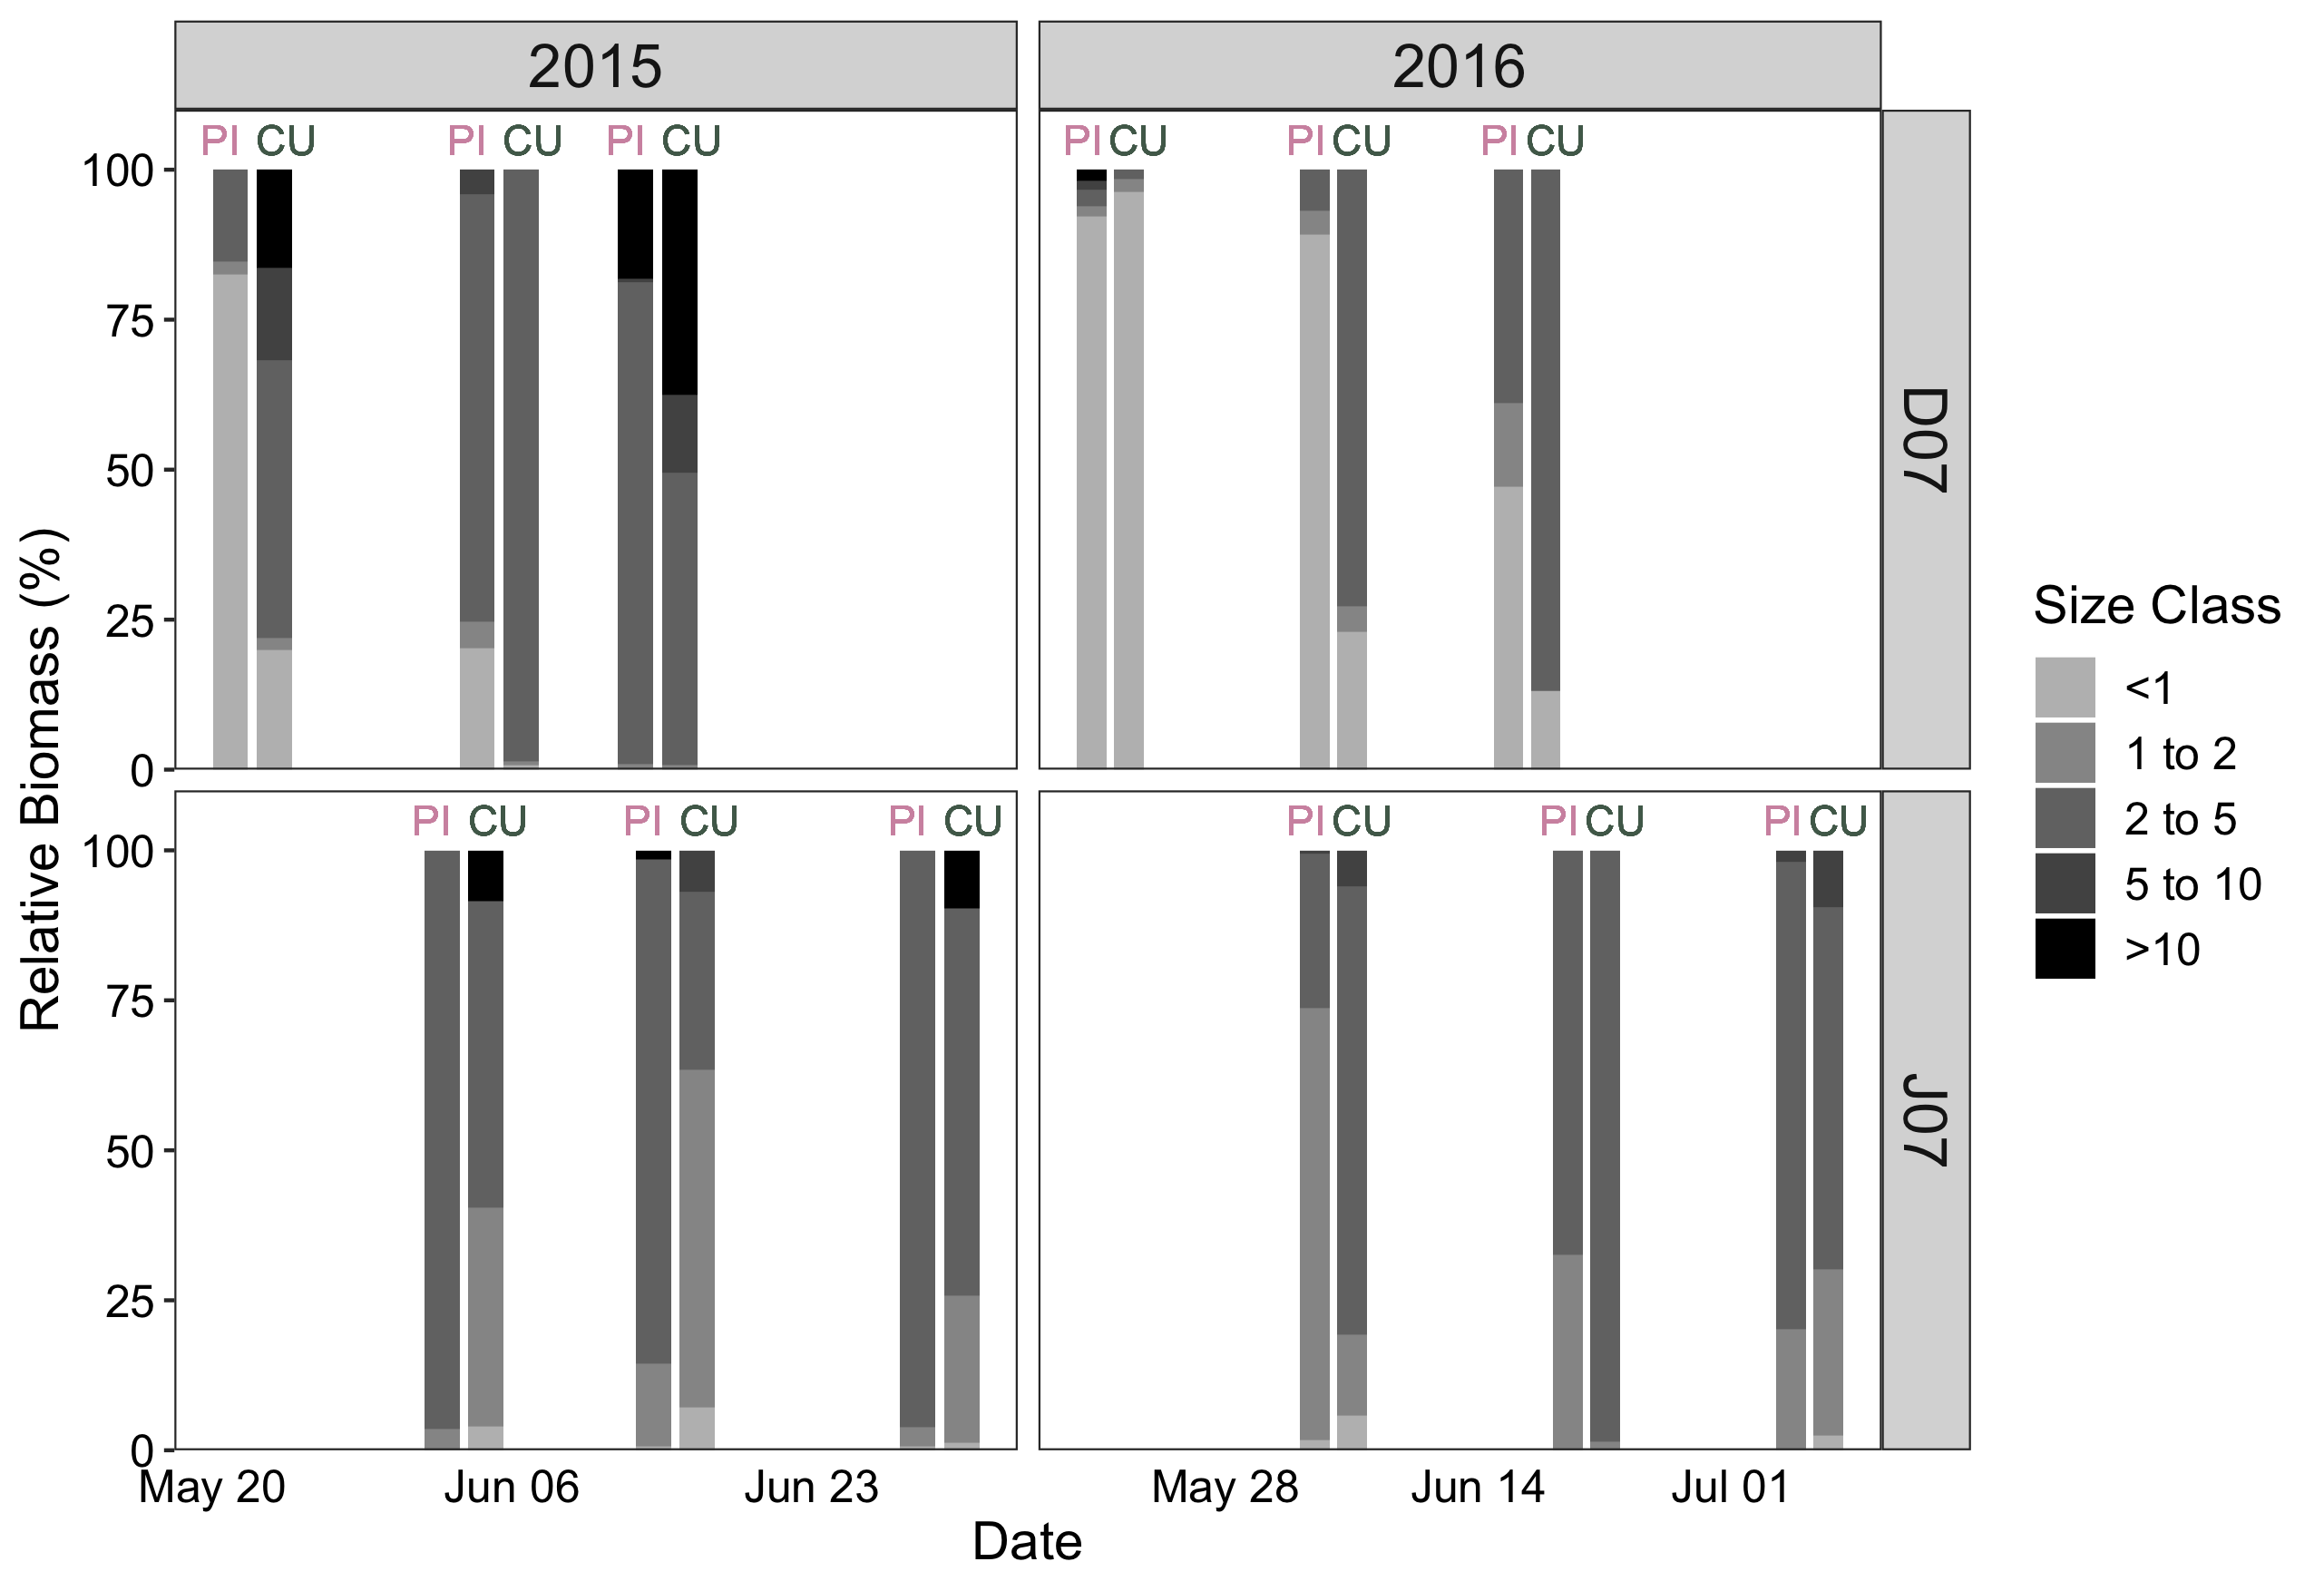 2015 2016
PI CU PI CU PI CU PI CU PI CU PI CU
100
75
50
25
0
D07
Relative Biomass (%)
PI CU PI CU PI CU PI CU PI CU PI CU
100
75
50
25
0
J07
May 20 Jun 06 Jun 23 May 28 Jun 14 Jul 01
Date
Size Class
<1
1 to 2
2 to 5
5 to 10
>10